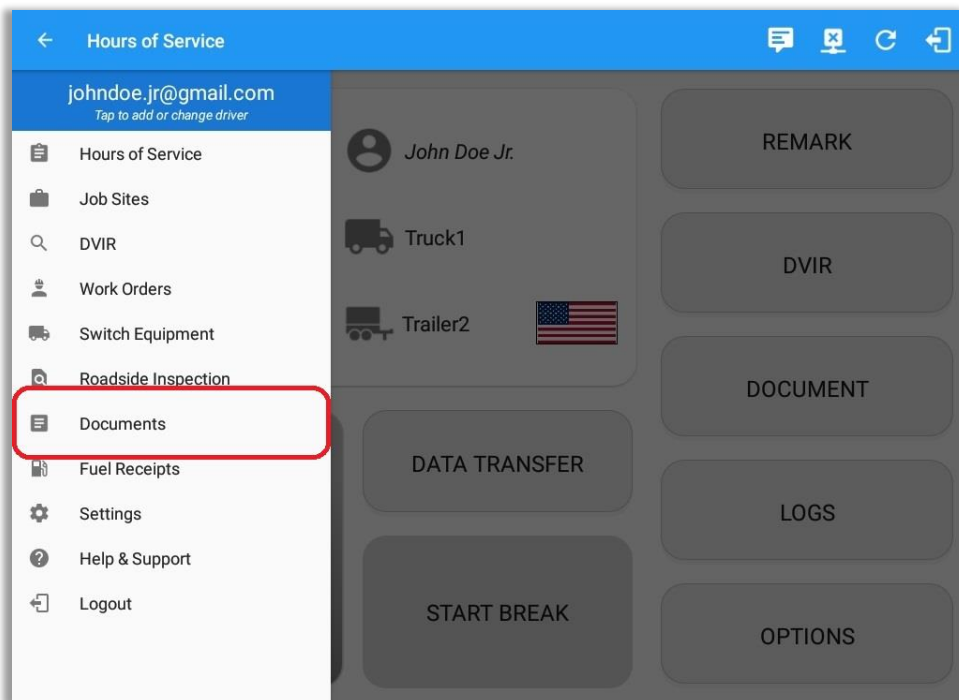 Hours of Service
johndoe.jr@gmail.com
Tap to add or change driver
Hours of Service
Job Sites
DVIR
Work Orders
Switch Equipment
Roadside Inspection
Documents
Fuel Receipts
Settings
Help & Support
Logout
John Doe Jr.
Truck1
Trailer2
DATA TRANSFER
START BREAK
REMARK
DVIR
DOCUMENT
LOGS
OPTIONS